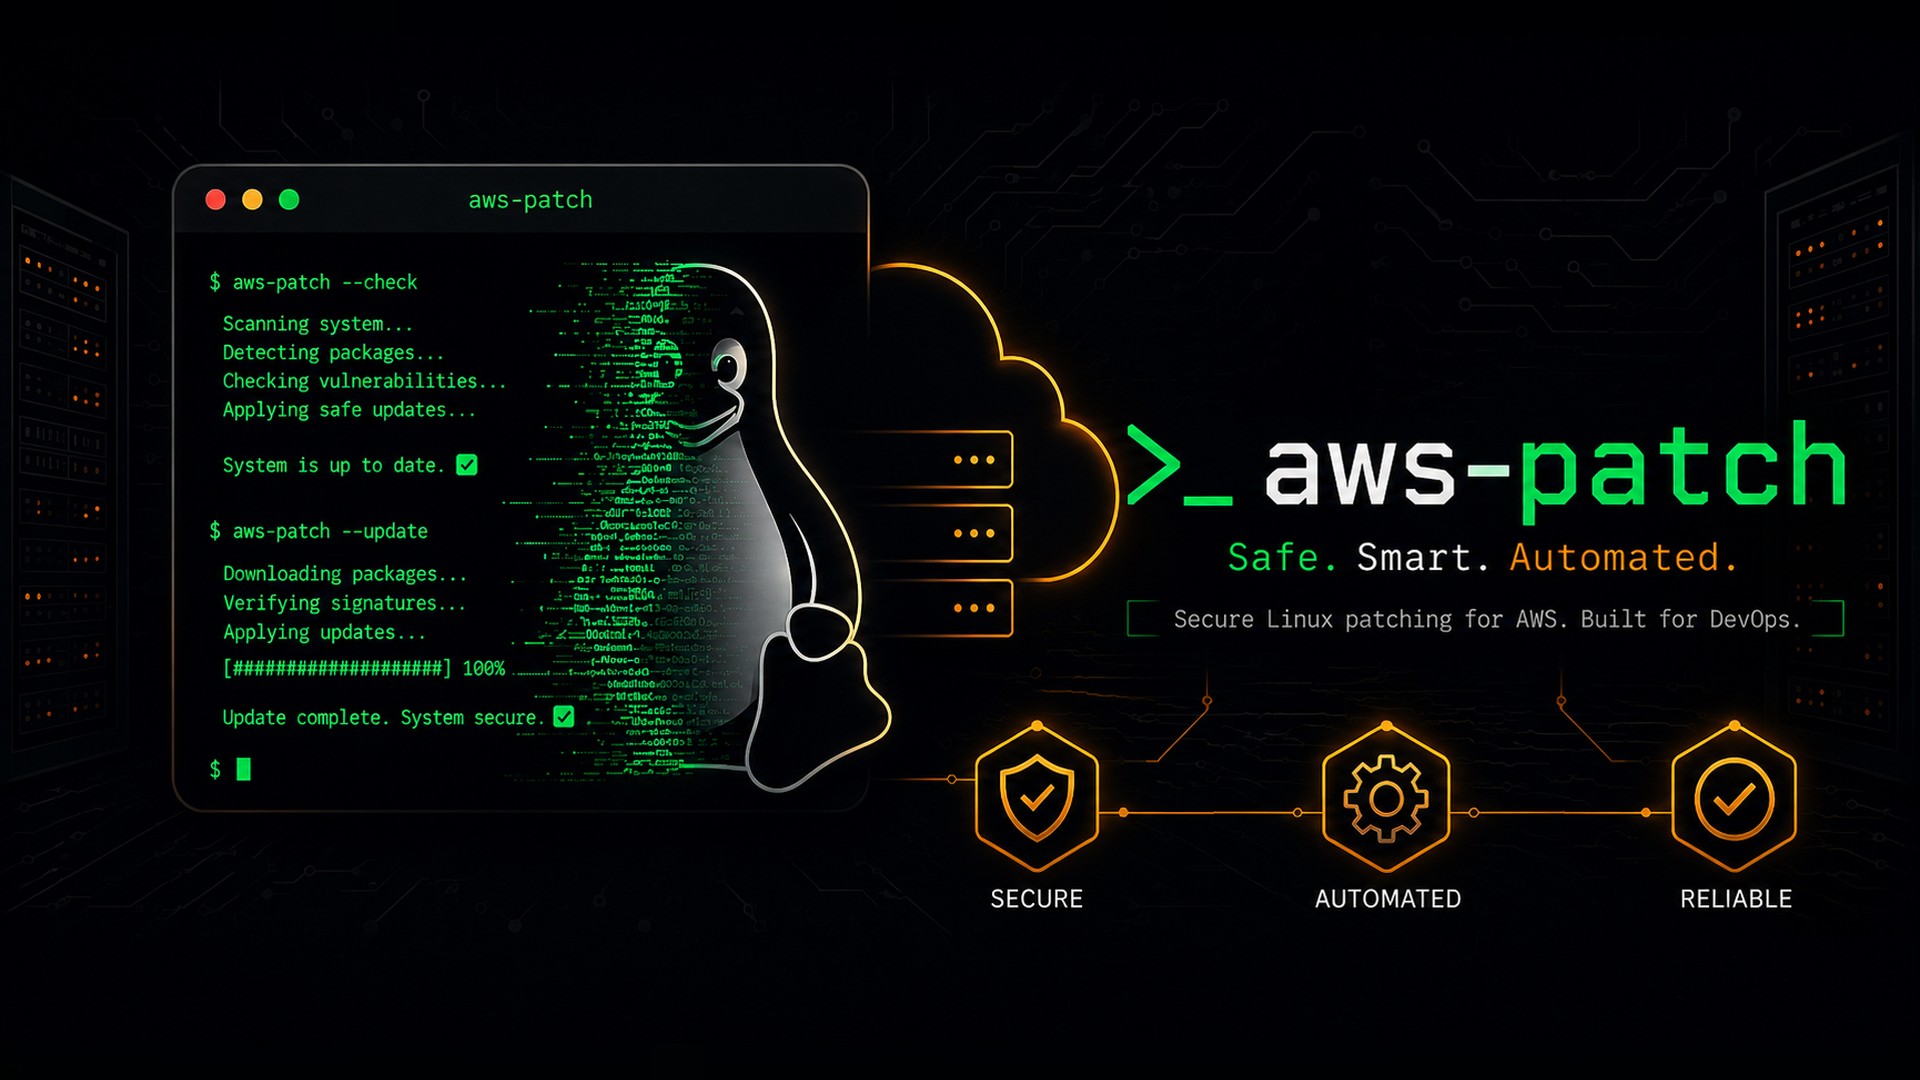 aws-patch
$ aws-patch --check
Scanning system...
Detecting packages...
Checking vulnerabilities...
Applying safe updates...
System is up to date. ✅
$ aws-patch --update
Downloading packages...
Verifying signatures...
Applying updates...
[####################] 100%
Update complete. System secure. ✅
$
>_ aws-patch
Safe. Smart. Automated.
Secure Linux patching for AWS. Built for DevOps.
SECURE
AUTOMATED
RELIABLE